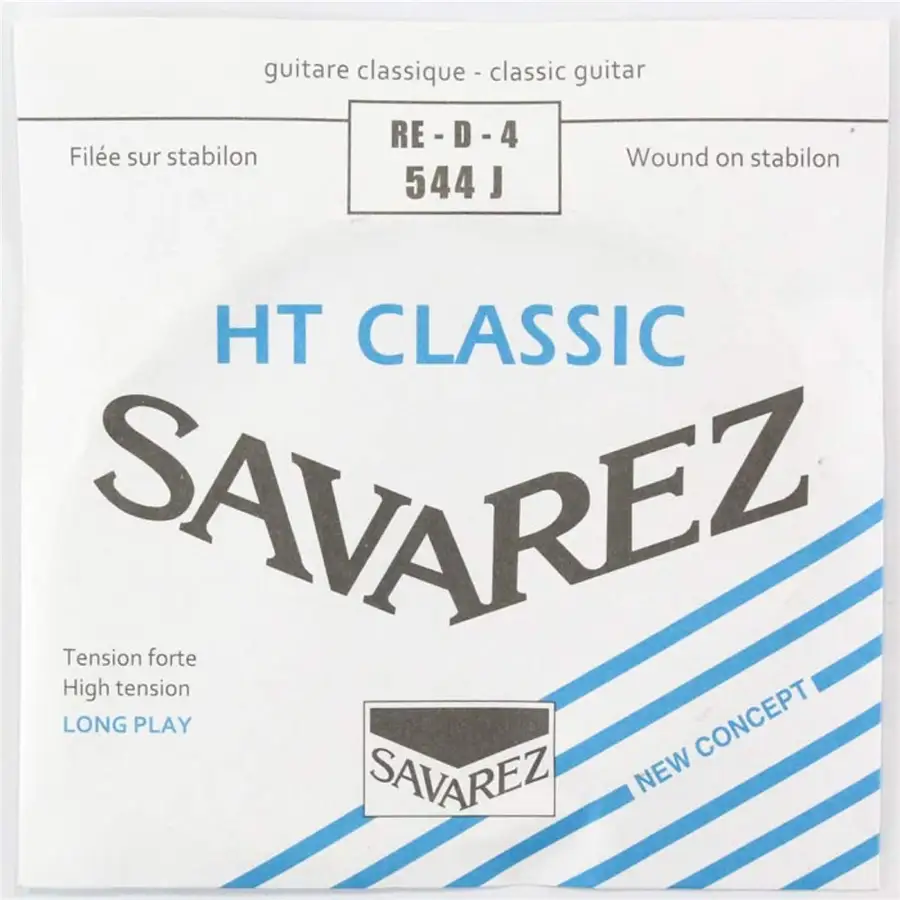 guitare classique - classic guitar
RE - D - 4
544 J
Filée sur stabilon
Wound on stabilon
HT CLASSIC
SAVAREZ
Tension forte
High tension
LONG PLAY
NEW CONCEPT
SAVAREZ